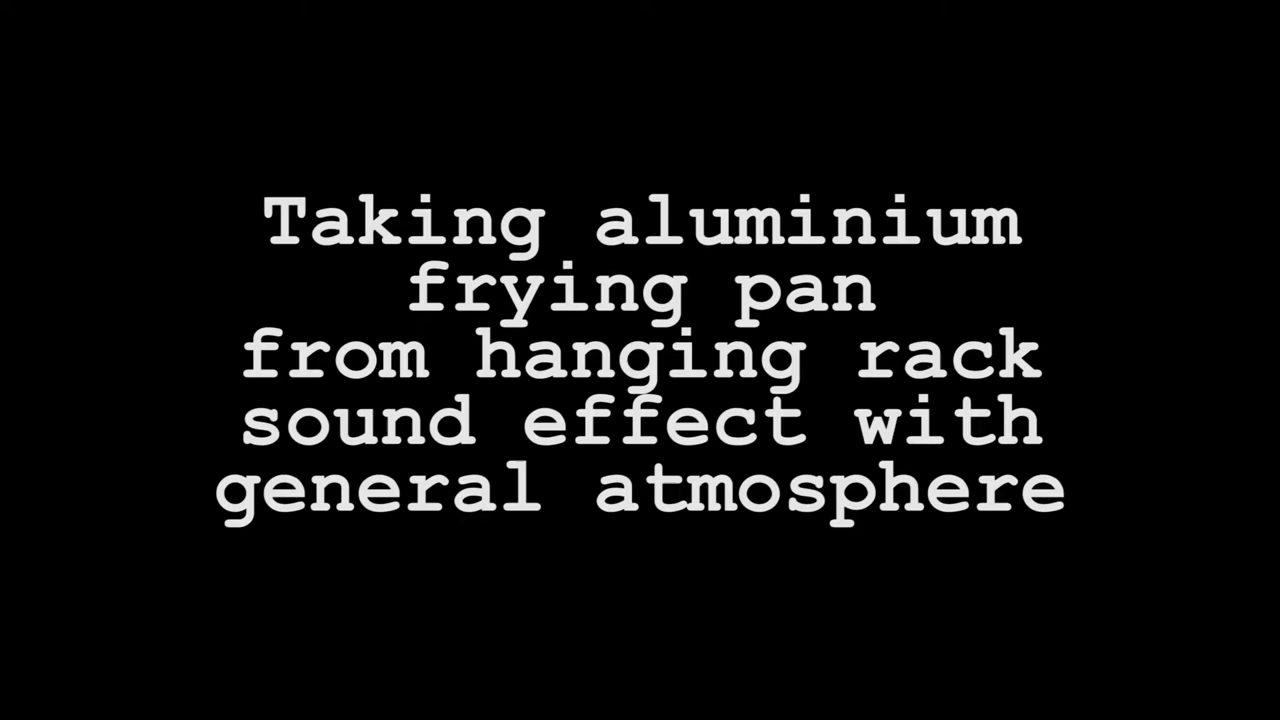 Taking aluminium
frying pan
from hanging rack
sound effect with
general atmosphere